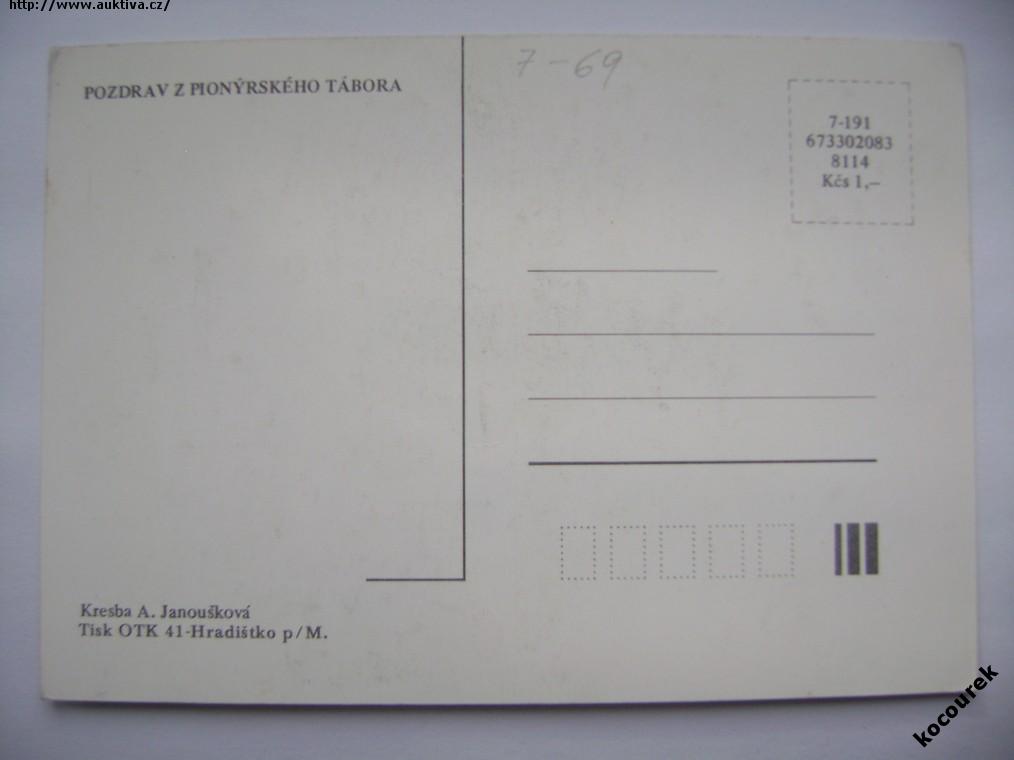 http://www.auktiva.cz/
7-69
POZDRAV Z PIONÝRSKÉHO TÁBORA
7-191
673302083
8114
Kčs 1,–
Kresba A. Janoušková
Tisk OTK 41-Hradištko p/M.
kocourek